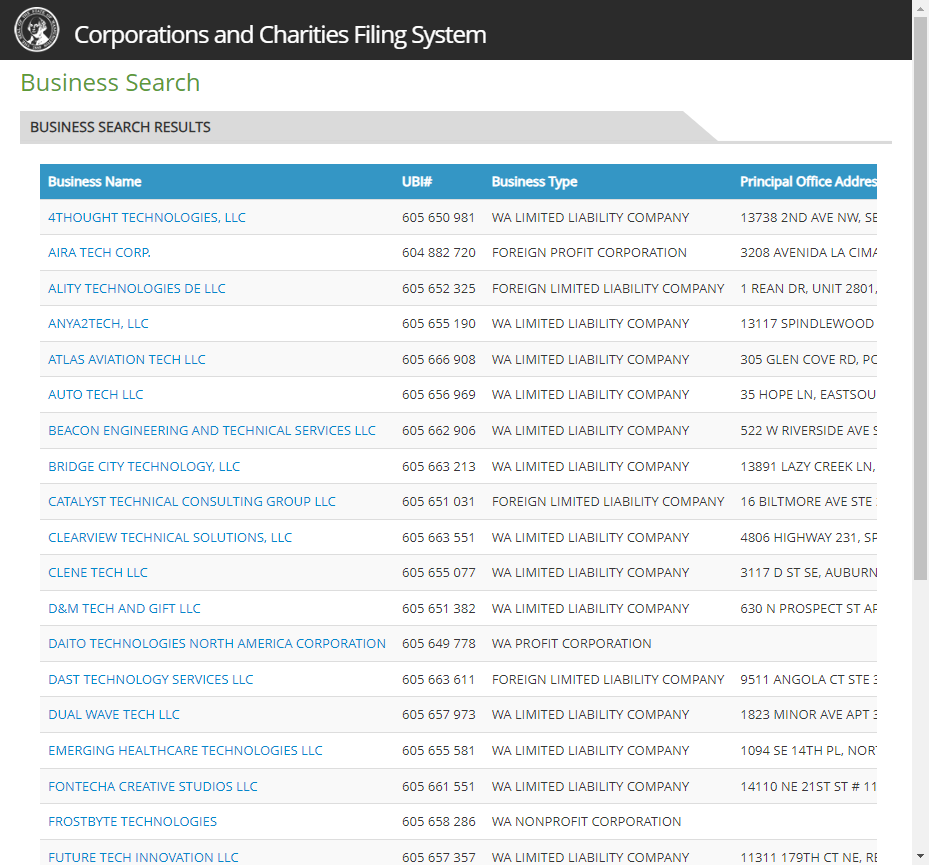 Corporations and Charities Filing System
Business Search
BUSINESS SEARCH RESULTS
Business Name UBI# Business Type Principal Office Addres
4THOUGHT TECHNOLOGIES, LLC 605 650 981 WA LIMITED LIABILITY COMPANY 13738 2ND AVE NW, SE
AIRA TECH CORP. 604 882 720 FOREIGN PROFIT CORPORATION 3208 AVENIDA LA CIMA
ALITY TECHNOLOGIES DE LLC 605 652 325 FOREIGN LIMITED LIABILITY COMPANY 1 REAN DR, UNIT 2801,
ANYA2TECH, LLC 605 655 190 WA LIMITED LIABILITY COMPANY 13117 SPINDLEWOOD
ATLAS AVIATION TECH LLC 605 666 908 WA LIMITED LIABILITY COMPANY 305 GLEN COVE RD, PO
AUTO TECH LLC 605 656 969 WA LIMITED LIABILITY COMPANY 35 HOPE LN, EASTSOU
BEACON ENGINEERING AND TECHNICAL SERVICES LLC 605 662 906 WA LIMITED LIABILITY COMPANY 522 W RIVERSIDE AVE S
BRIDGE CITY TECHNOLOGY, LLC 605 663 213 WA LIMITED LIABILITY COMPANY 13891 LAZY CREEK LN,
CATALYST TECHNICAL CONSULTING GROUP LLC 605 651 031 FOREIGN LIMITED LIABILITY COMPANY 16 BILTMORE AVE STE
CLEARVIEW TECHNICAL SOLUTIONS, LLC 605 663 551 WA LIMITED LIABILITY COMPANY 4806 HIGHWAY 231, SP
CLENE TECH LLC 605 655 077 WA LIMITED LIABILITY COMPANY 3117 D ST SE, AUBURN
D&M TECH AND GIFT LLC 605 651 382 WA LIMITED LIABILITY COMPANY 630 N PROSPECT ST AP
DAITO TECHNOLOGIES NORTH AMERICA CORPORATION 605 649 778 WA PROFIT CORPORATION
DAST TECHNOLOGY SERVICES LLC 605 663 611 FOREIGN LIMITED LIABILITY COMPANY 9511 ANGOLA CT STE 3
DUAL WAVE TECH LLC 605 657 973 WA LIMITED LIABILITY COMPANY 1823 MINOR AVE APT 3
EMERGING HEALTHCARE TECHNOLOGIES LLC 605 655 581 WA LIMITED LIABILITY COMPANY 1094 SE 14TH PL, NORT
FONTECHA CREATIVE STUDIOS LLC 605 661 551 WA LIMITED LIABILITY COMPANY 14110 NE 21ST ST # 11
FROSTBYTE TECHNOLOGIES 605 658 286 WA NONPROFIT CORPORATION
FUTURE TECH INNOVATION LLC 605 657 357 WA LIMITED LIABILITY COMPANY 11311 179TH CT NE, RE